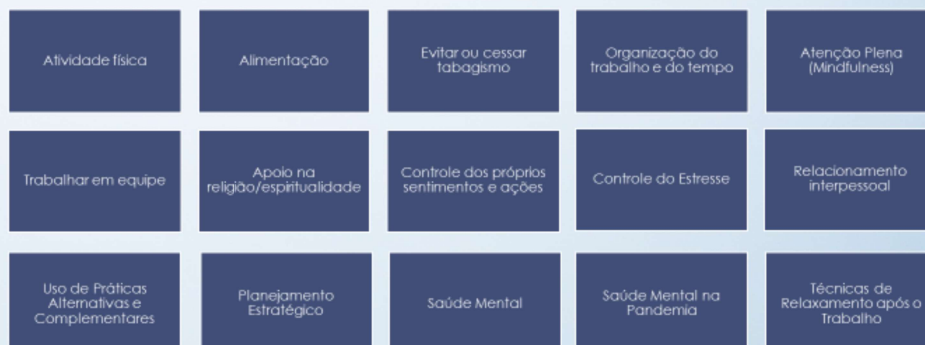 Atividade física
Alimentação
Evitar ou cessar
tabagismo
Organização do
trabalho e do tempo
Atenção Plena
(Mindfulness)
Trabalhar em equipe
Apoio na
religião/espiritualidade
Controle dos próprios
sentimentos e ações
Controle do Estresse
Relacionamento
interpessoal
Uso de Práticas
Alternativas e
Complementares
Planejamento
Estratégico
Saúde Mental
Saúde Mental na
Pandemia
Técnicas de
Relaxamento após o
Trabalho